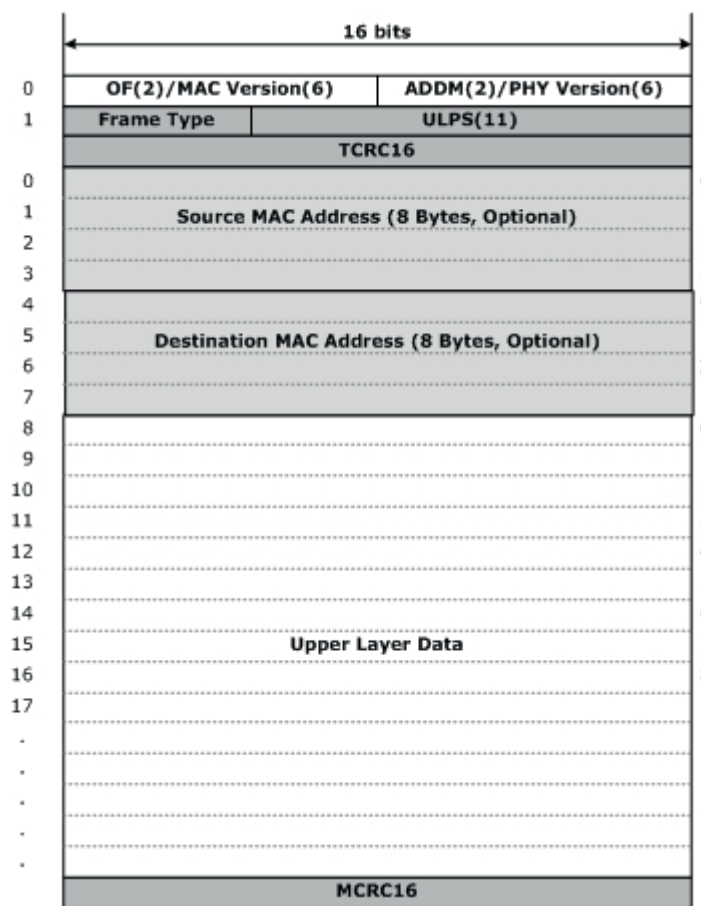 16 bits
0 OF(2)/MAC Version(6) ADDM(2)/PHY Version(6)
1 Frame Type ULPS(11)
TCRC16
0
1 Source MAC Address (8 Bytes, Optional)
2
3
4
5 Destination MAC Address (8 Bytes, Optional)
6
7
8
9
10
11
12
13
14
15 Upper Layer Data
16
17
.
.
.
.
.
MCRC16